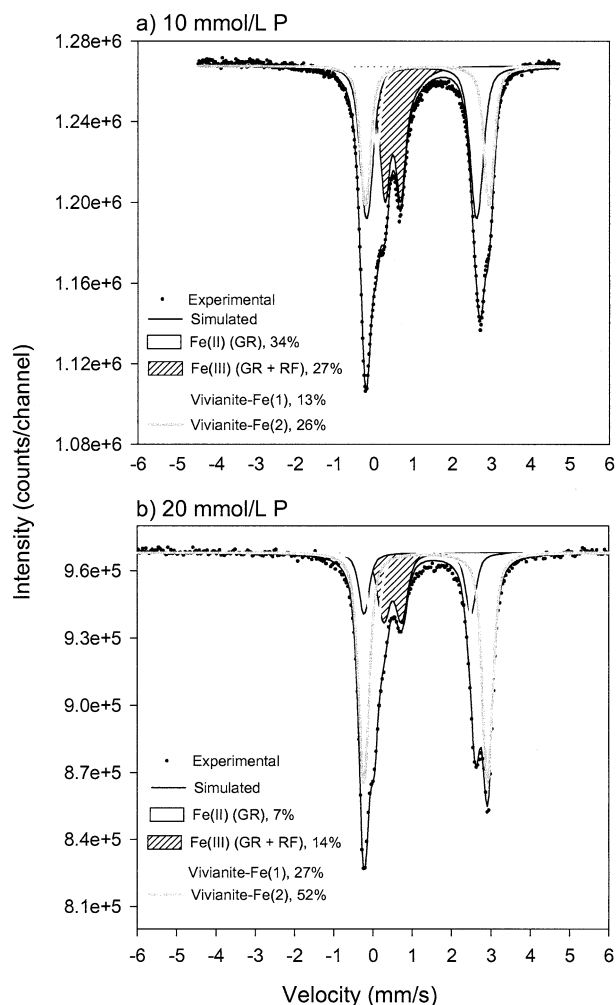 a) 10 mmol/L P
1.28e+6
1.24e+6
1.20e+6
1.16e+6
1.12e+6
1.08e+6
Experimental
Simulated
Fe(II) (GR), 34%
Fe(III) (GR + RF), 27%
Vivianite-Fe(1), 13%
Vivianite-Fe(2), 26%
-6 -5 -4 -3 -2 -1 0 1 2 3 4 5 6
Intensity (counts/channel)
b) 20 mmol/L P
9.6e+5
9.3e+5
9.0e+5
8.7e+5
8.4e+5
8.1e+5
Experimental
Simulated
Fe(II) (GR), 7%
Fe(III) (GR + RF), 14%
Vivianite-Fe(1), 27%
Vivianite-Fe(2), 52%
-6 -5 -4 -3 -2 -1 0 1 2 3 4 5 6
Velocity (mm/s)